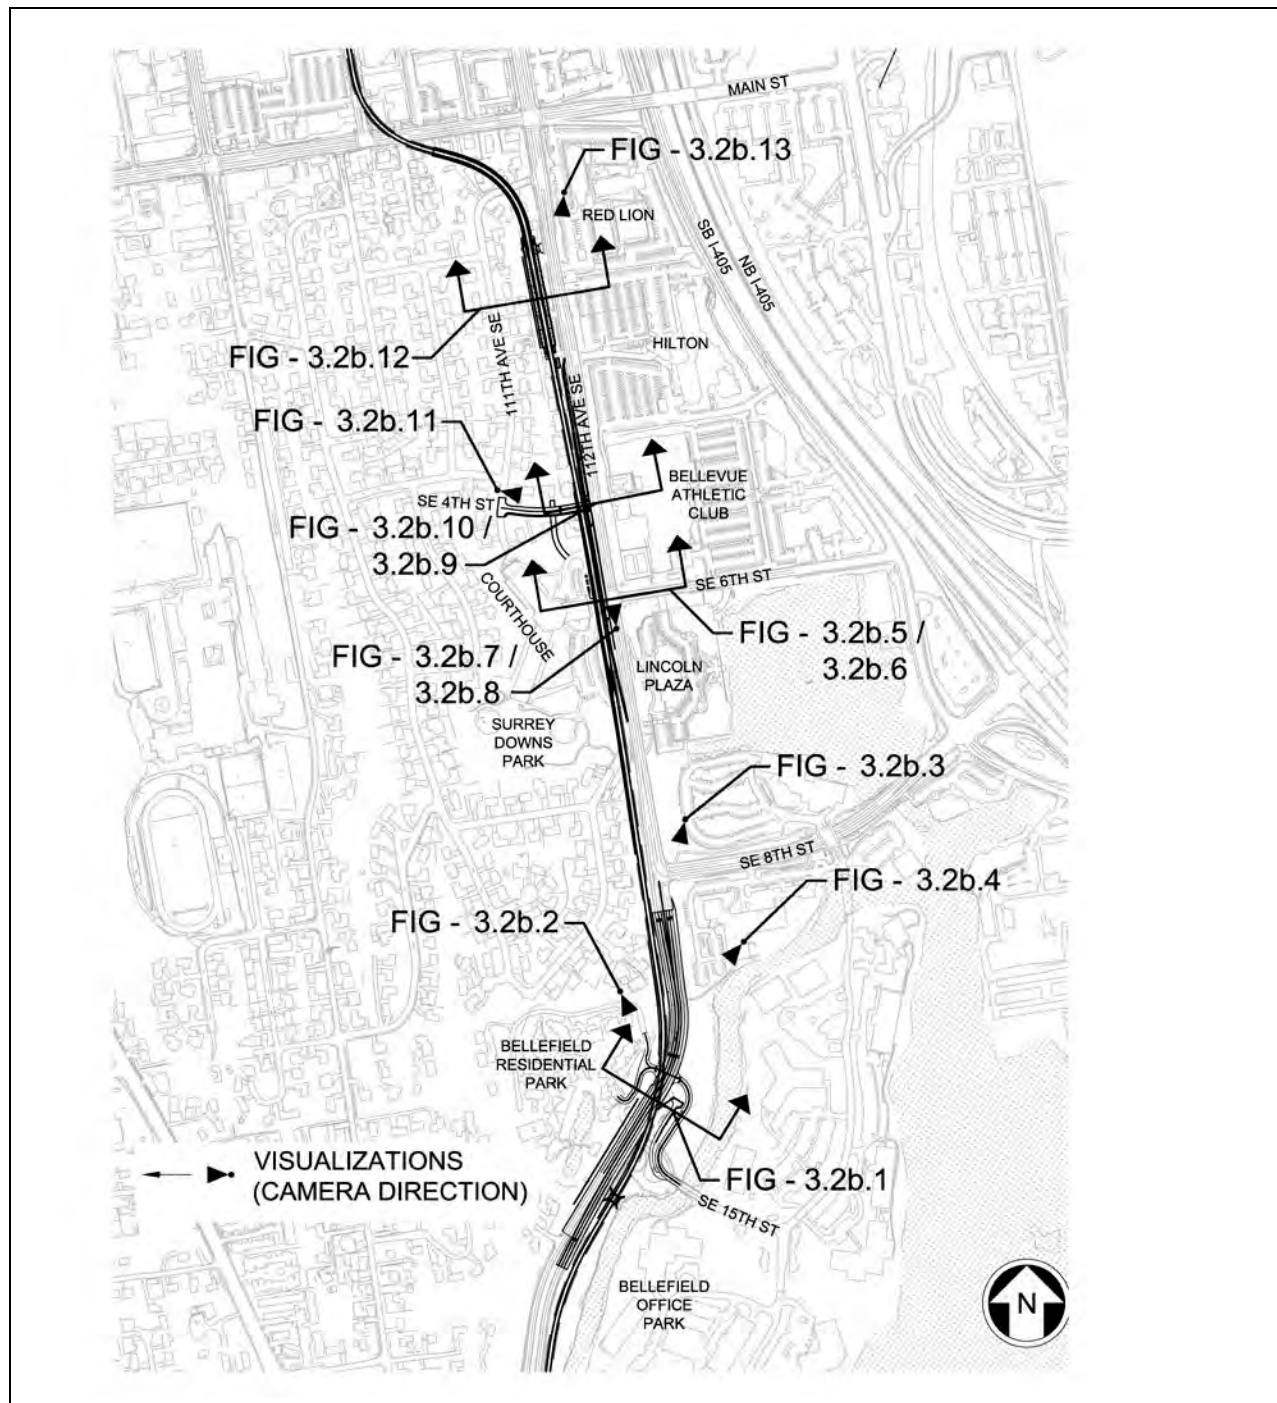 MAIN ST
FIG - 3.2b.13
RED LION
SB I-405
NB I-405
FIG - 3.2b.12
111TH AVE SE
HILTON
112TH AVE SE
FIG - 3.2b.11
BELLEVUE
ATHLETIC
CLUB
SE 4TH ST
FIG - 3.2b.10 /
3.2b.9
COURTHOUSE
SE 6TH ST
FIG - 3.2b.5 /
3.2b.6
FIG - 3.2b.7 /
3.2b.8
LINCOLN
PLAZA
SURREY
DOWNS
PARK
FIG - 3.2b.3
SE 8TH ST
FIG - 3.2b.4
FIG - 3.2b.2
BELLEFIELD
RESIDENTIAL
PARK
VISUALIZATIONS
(CAMERA DIRECTION)
FIG - 3.2b.1
SE 15TH ST
BELLEFIELD
OFFICE
PARK
N